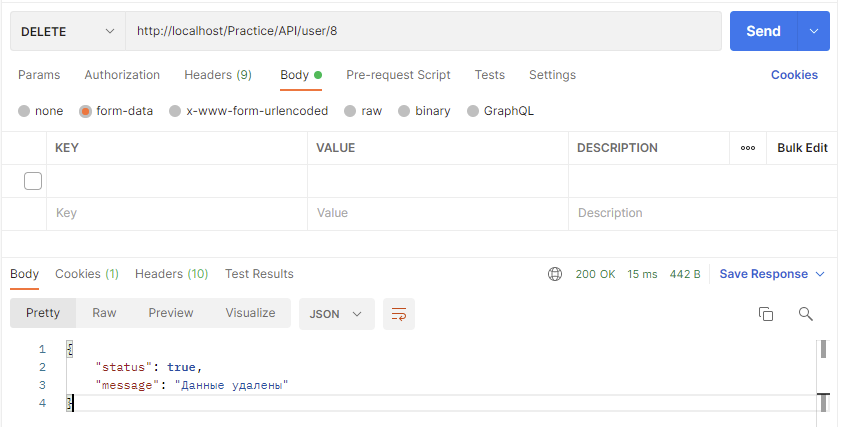 DELETE http://localhost/Practice/API/user/8 Send
Params Authorization Headers (9) Body Pre-request Script Tests Settings Cookies
none form-data x-www-form-urlencoded raw binary GraphQL
KEY VALUE DESCRIPTION Bulk Edit
Key Value Description
Body Cookies (1) Headers (10) Test Results 200 OK 15 ms 442 B Save Response
Pretty Raw Preview Visualize JSON
1 {
2 "status": true,
3 "message": "Данные удалены"
4 }